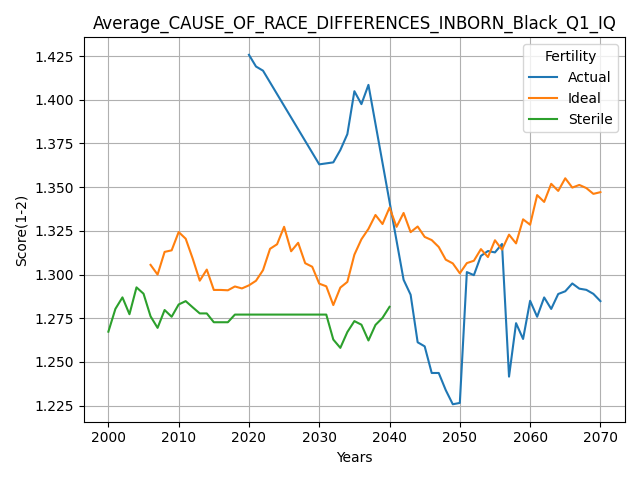 Average_CAUSE_OF_RACE_DIFFERENCES_INBORN_Black_Q1_IQ
Fertility
Actual
Ideal
Sterile
Score(1-2)
1.425
1.400
1.375
1.350
1.325
1.300
1.275
1.250
1.225
2000 2010 2020 2030 2040 2050 2060 2070
Years